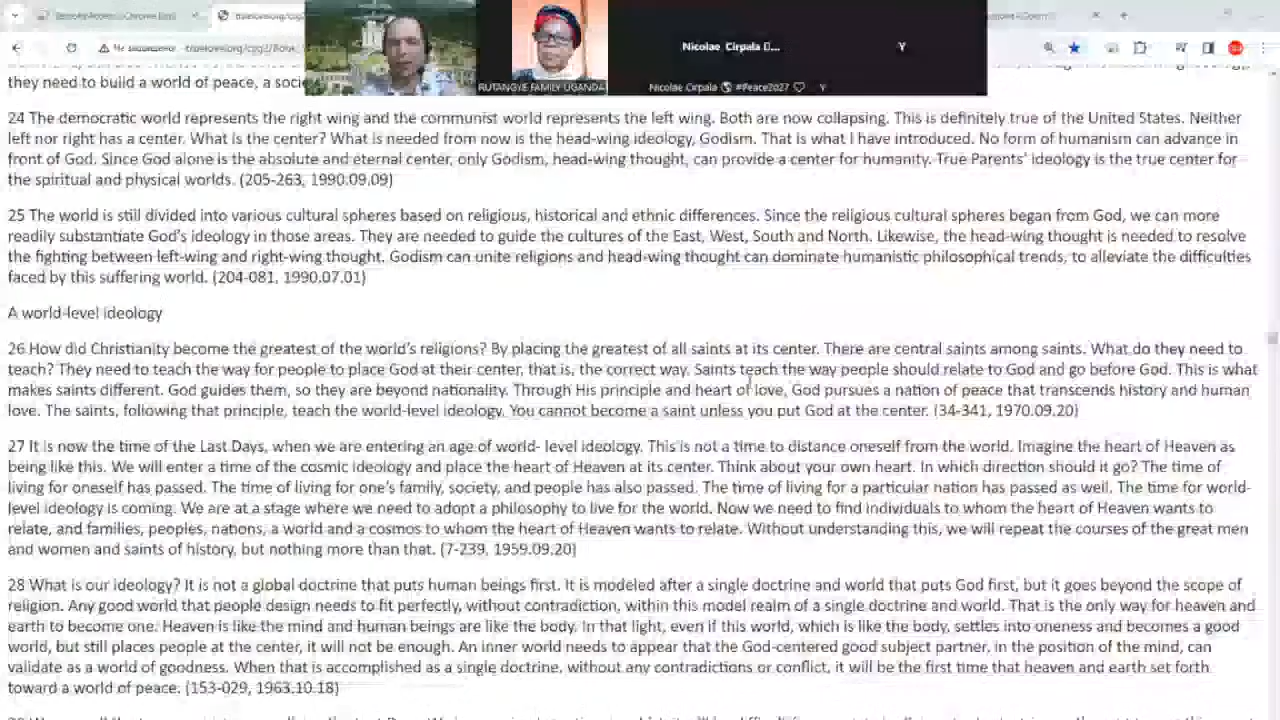 Не защищено
truelove.org/cpg2/Book
RUTANGYE FAMILY UGANDA
Nicolae Cirpala
Nicolae Cirpala #Peace2027
Y
Y
they need to build a world of peace, a socie
24 The democratic world represents the right wing and the communist world represents the left wing. Both are now collapsing. This is definitely true of the United States. Neither
left nor right has a center. What is the center? What is needed from now is the head-wing ideology, Godism. That is what I have introduced. No form of humanism can advance in
front of God. Since God alone is the absolute and eternal center, only Godism, head-wing thought, can provide a center for humanity. True Parents' ideology is the true center for
the spiritual and physical worlds. (205-263, 1990.09.09)
25 The world is still divided into various cultural spheres based on religious, historical and ethnic differences. Since the religious cultural spheres began from God, we can more
readily substantiate God's ideology in those areas. They are needed to guide the cultures of the East, West, South and North. Likewise, the head-wing thought is needed to resolve
the fighting between left-wing and right-wing thought. Godism can unite religions and head-wing thought can dominate humanistic philosophical trends, to alleviate the difficulties
faced by this suffering world. (204-081, 1990.07.01)
A world-level ideology
26 How did Christianity become the greatest of the world's religions? By placing the greatest of all saints at its center. There are central saints among saints. What do they need to
teach? They need to teach the way for people to place God at their center, that is, the correct way. Saints teach the way people should relate to God and go before God. This is what
makes saints different. God guides them, so they are beyond nationality. Through His principle and heart of love, God pursues a nation of peace that transcends history and human
love. The saints, following that principle, teach the world-level ideology. You cannot become a saint unless you put God at the center. (34-341, 1970.09.20)
27 It is now the time of the Last Days, when we are entering an age of world- level ideology. This is not a time to distance oneself from the world. Imagine the heart of Heaven as
being like this. We will enter a time of the cosmic ideology and place the heart of Heaven at its center. Think about your own heart. In which direction should it go? The time of
living for oneself has passed. The time of living for one's family, society, and people has also passed. The time of living for a particular nation has passed as well. The time for world-
level ideology is coming. We are at a stage where we need to adopt a philosophy to live for the world. Now we need to find individuals to whom the heart of Heaven wants to
relate, and families, peoples, nations, a world and a cosmos to whom the heart of Heaven wants to relate. Without understanding this, we will repeat the courses of the great men
and women and saints of history, but nothing more than that. (7-239, 1959.09.20)
28 What is our ideology? It is not a global doctrine that puts human beings first. It is modeled after a single doctrine and world that puts God first, but it goes beyond the scope of
religion. Any good world that people design needs to fit perfectly, without contradiction, within this model realm of a single doctrine and world. That is the only way for heaven and
earth to become one. Heaven is like the mind and human beings are like the body. In that light, even if this world, which is like the body, settles into oneness and becomes a good
world, but still places people at the center, it will not be enough. An inner world needs to appear that the God-centered good subject partner. in the position of the mind, can
validate as a world of goodness. When that is accomplished as a single doctrine, without any contradictions or conflict, it will be the first time that heaven and earth set forth
toward a world of peace. (153-029, 1963.10.18)